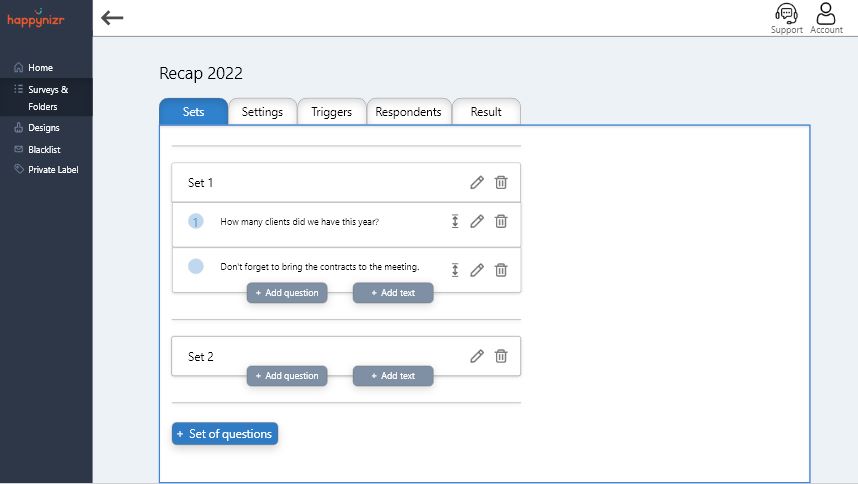 happynizr
Support
Account
Home
Surveys &
Folders
Designs
Blacklist
Private Label
Recap 2022
Sets
Settings
Triggers
Respondents
Result
Set 1
1
How many clients did we have this year?
Don't forget to bring the contracts to the meeting.
+ Add question
+ Add text
Set 2
+ Add question
+ Add text
+ Set of questions